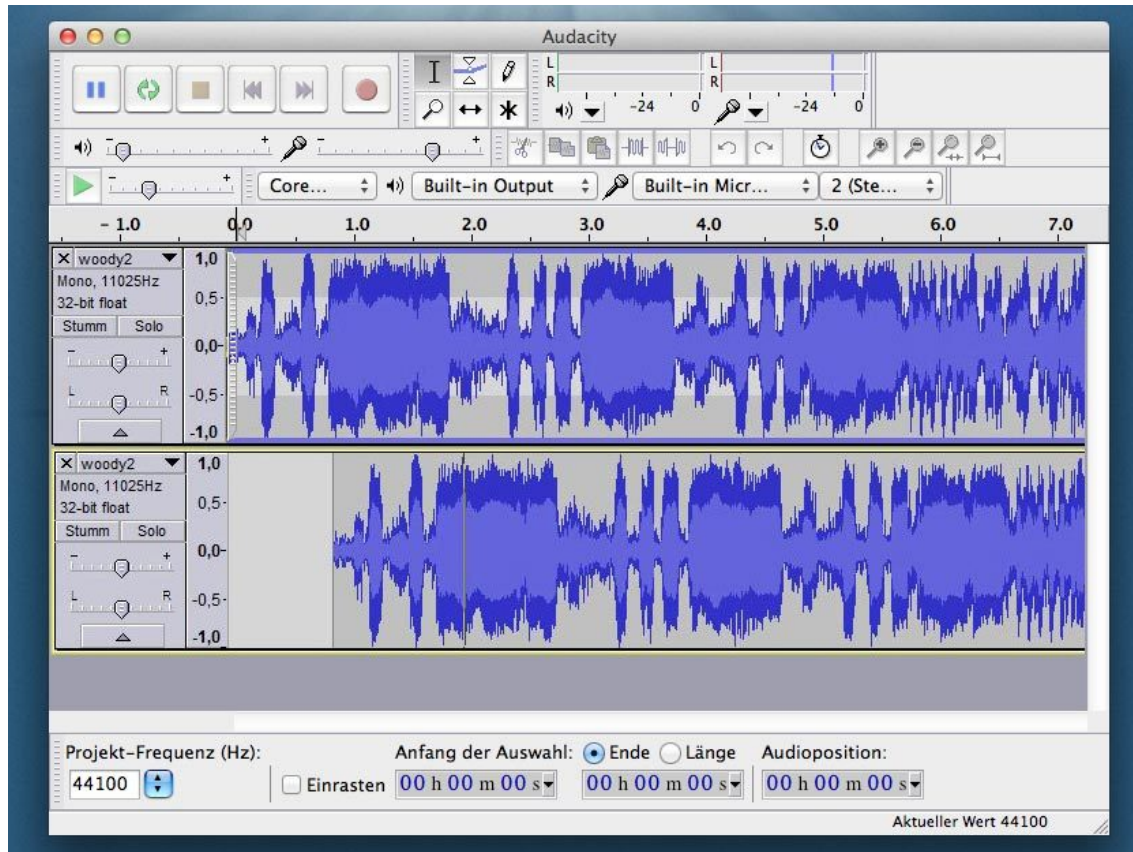 Audacity
L
R
-24 0
L
R
-24 0
- +
- +
- +
Core...
Built-in Output
Built-in Micr...
2 (Ste...
- 1.0 0,0 1.0 2.0 3.0 4.0 5.0 6.0 7.0
X woody2
Mono, 11025Hz
32-bit float
Stumm Solo
- +
L R
1,0
0,5-
0,0-
-0,5-
-1,0
X woody2
Mono, 11025Hz
32-bit float
Stumm Solo
- +
L R
1,0
0,5-
0,0-
-0,5-
-1,0
Projekt-Frequenz (Hz):
44100
Anfang der Auswahl:
Ende
Länge
Audioposition:
Einrasten
00 h 00 m 00 s
00 h 00 m 00 s
00 h 00 m 00 s
Aktueller Wert 44100